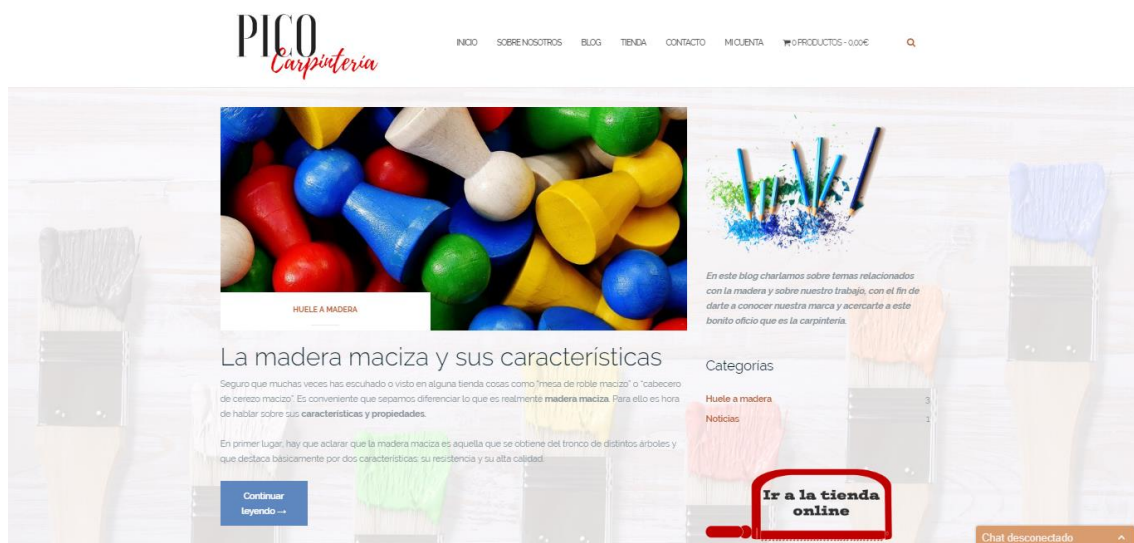 PICO
Carpintería
INICIO SOBRE NOSOTROS BLOG TIENDA CONTACTO MI CUENTA 0 PRODUCTOS - 0,00€
HUELE A MADERA
La madera maciza y sus características
Seguro que muchas veces has escuhado o visto en alguna tienda cosas como "mesa de roble macizo" o "cabecero
de cerezo macizo". Es conveniente que sepamos diferenciar lo que es realmente madera maciza. Para ello es hora
de hablar sobre sus características y propiedades.
En primer lugar, hay que aclarar que la madera maciza es aquella que se obtiene del tronco de distintos árboles y
que destaca básicamente por dos características: su resistencia y su alta calidad.
Continuar
leyendo →
En este blog charlamos sobre temas relacionados
con la madera y sobre nuestro trabajo, con el fin de
darte a conocer nuestra marca y acercarte a este
bonito oficio que es la carpintería.
Categorías
Huele a madera 3
Noticias 1
Ir a la tienda
online
Chat desconectado